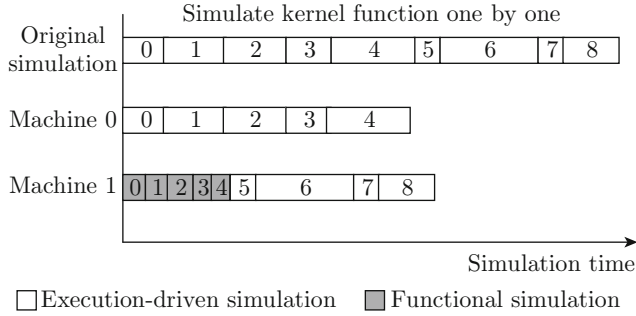 Simulate kernel function one by one
Original simulation
0 1 2 3 4 5 6 7 8
Machine 0
0 1 2 3 4
Machine 1
0 1 2 3 4 5 6 7 8
Simulation time
Execution-driven simulation
Functional simulation